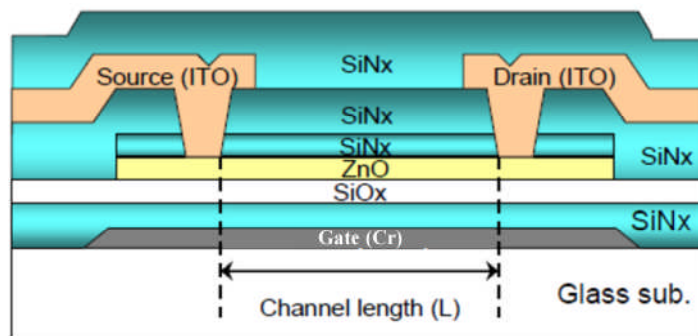 SiNx
Source (ITO)
Drain (ITO)
SiNx
SiNx
SiNx
ZnO
SiOx
SiNx
Gate (Cr)
Channel length (L)
Glass sub.